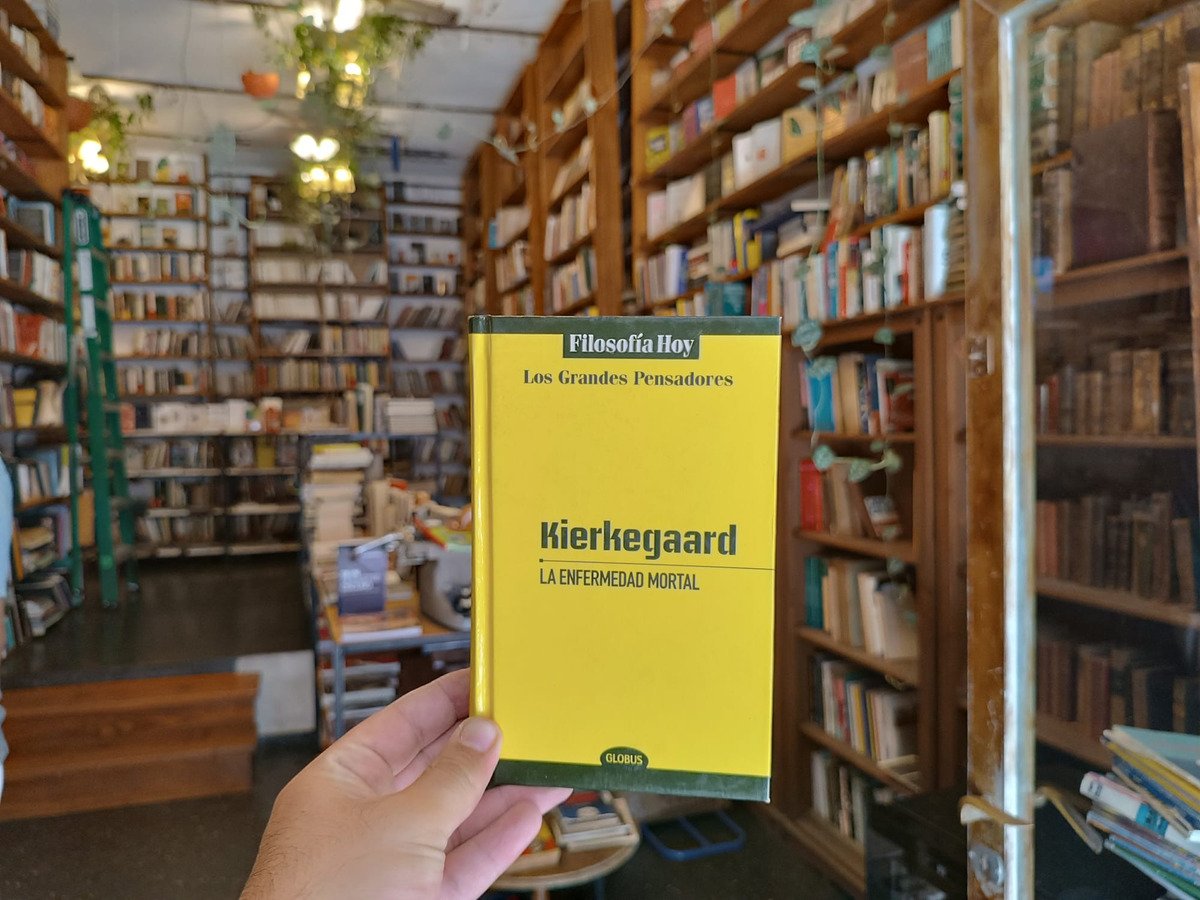 Filosofía Hoy
Los Grandes Pensadores
Kierkegaard
LA ENFERMEDAD MORTAL
GLOBUS